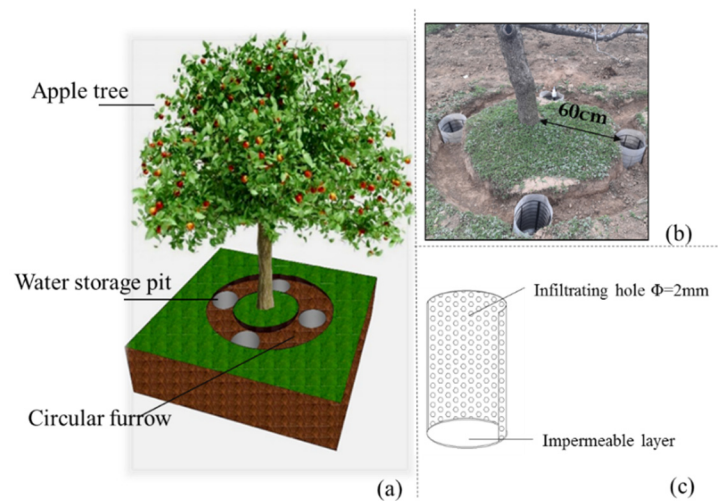 Apple tree
Water storage pit
Circular furrow
(a)
60cm
(b)
Infiltrating hole Φ=2mm
Impermeable layer
(c)